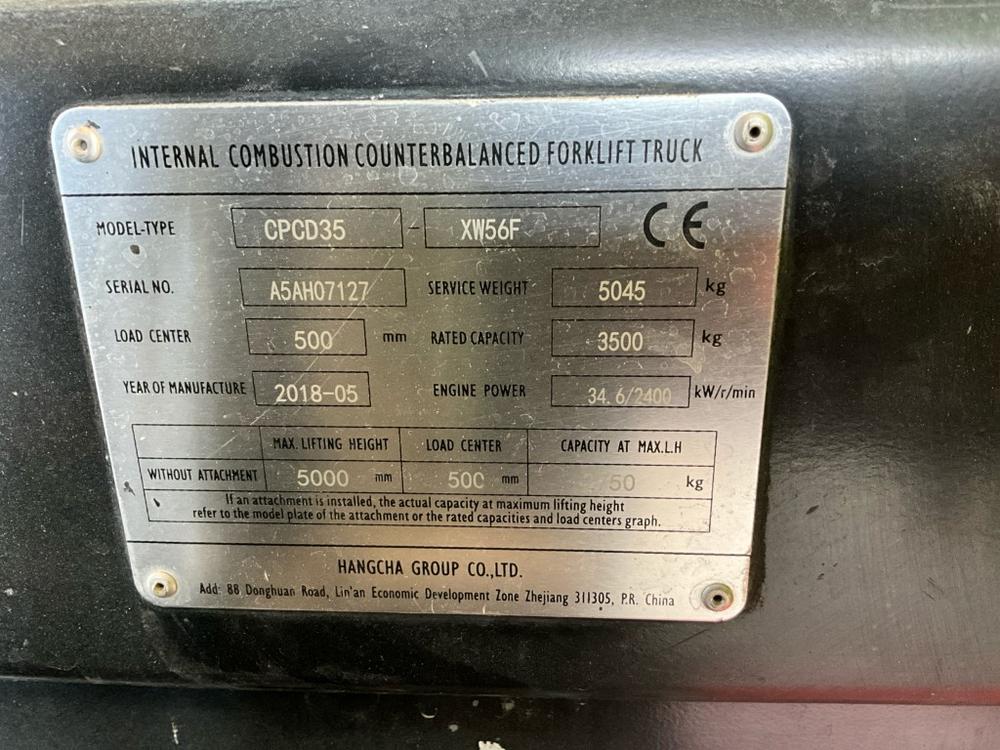 INTERNAL COMBUSTION COUNTERBALANCED FORKLIFT TRUCK
MODEL-TYPE CPCD35 - XW56F CE
SERIAL NO. A5AH07127 SERVICE WEIGHT 5045 kg
LOAD CENTER 500 mm RATED CAPACITY 3500 kg
YEAR OF MANUFACTURE 2018-05 ENGINE POWER 34.6/2400 kW/r/min
MAX. LIFTING HEIGHT LOAD CENTER CAPACITY AT MAX.L.H
WITHOUT ATTACHMENT 5000 mm 500 mm kg
If an attachment is installed, the actual capacity at maximum lifting height
refer to the model plate of the attachment or the rated capacities and load centers graph.
HANGCHA GROUP CO.,LTD.
Add: 88 Donghuan Road, Lin'an Economic Development Zone Zhejiang 311305, P.R. China